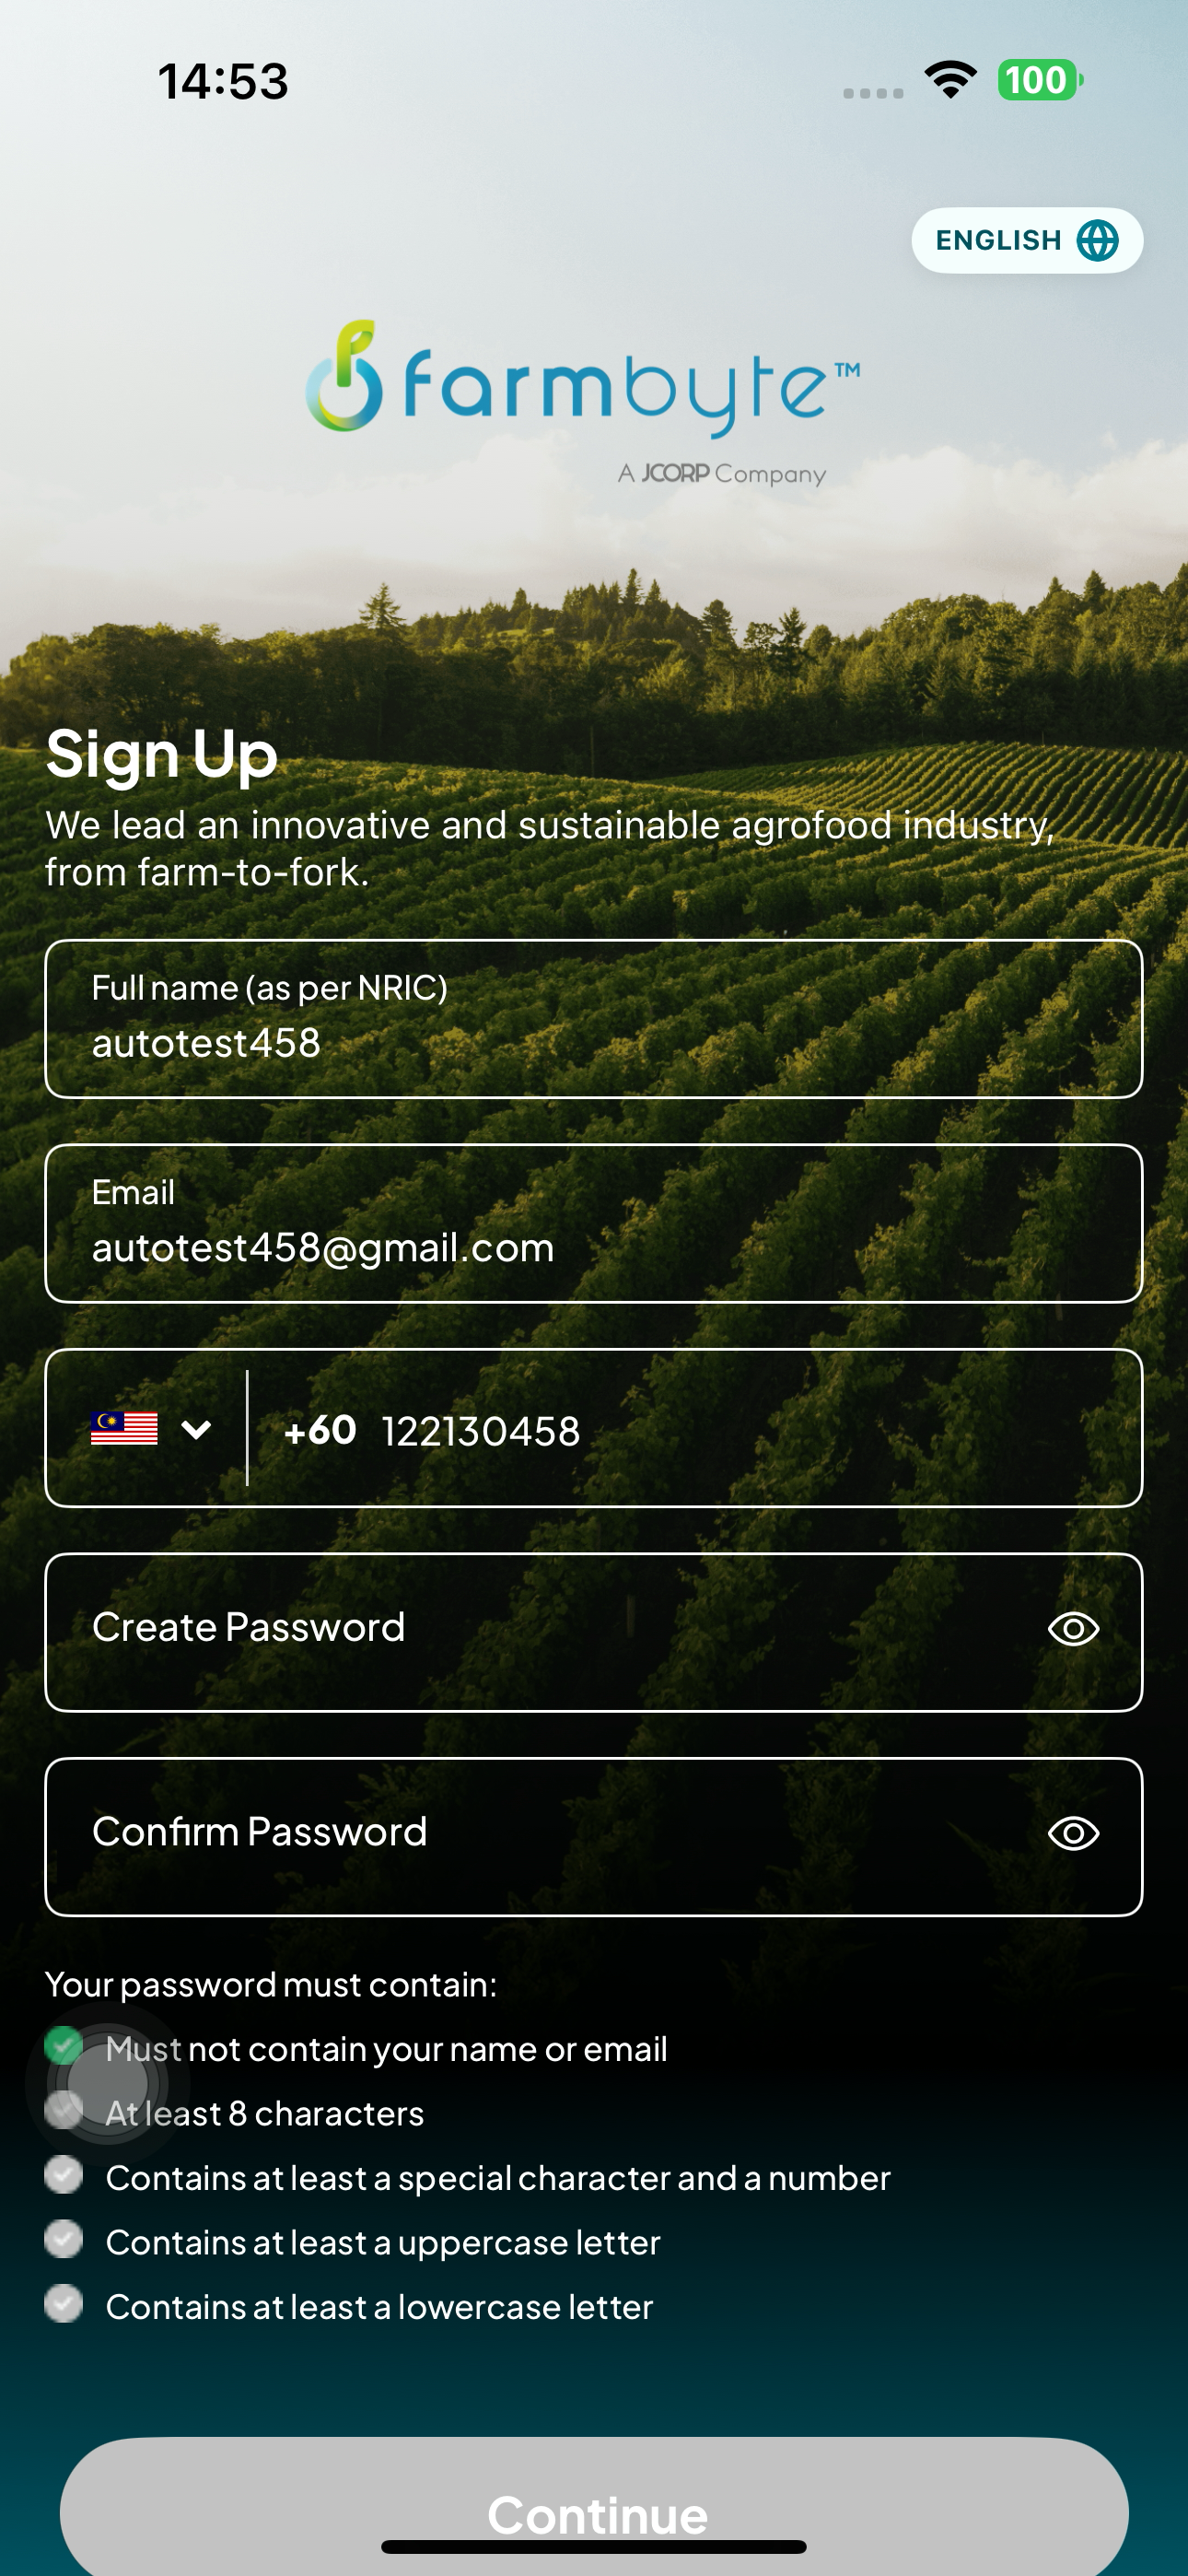 14:53
100
ENGLISH
farmbyte™
A JCORP Company
Sign Up
We lead an innovative and sustainable agrofood industry,
from farm-to-fork.
Full name (as per NRIC)
autotest458
Email
autotest458@gmail.com
+60 122130458
Create Password
Confirm Password
Your password must contain:
Must not contain your name or email
At least 8 characters
Contains at least a special character and a number
Contains at least a uppercase letter
Contains at least a lowercase letter
Continue